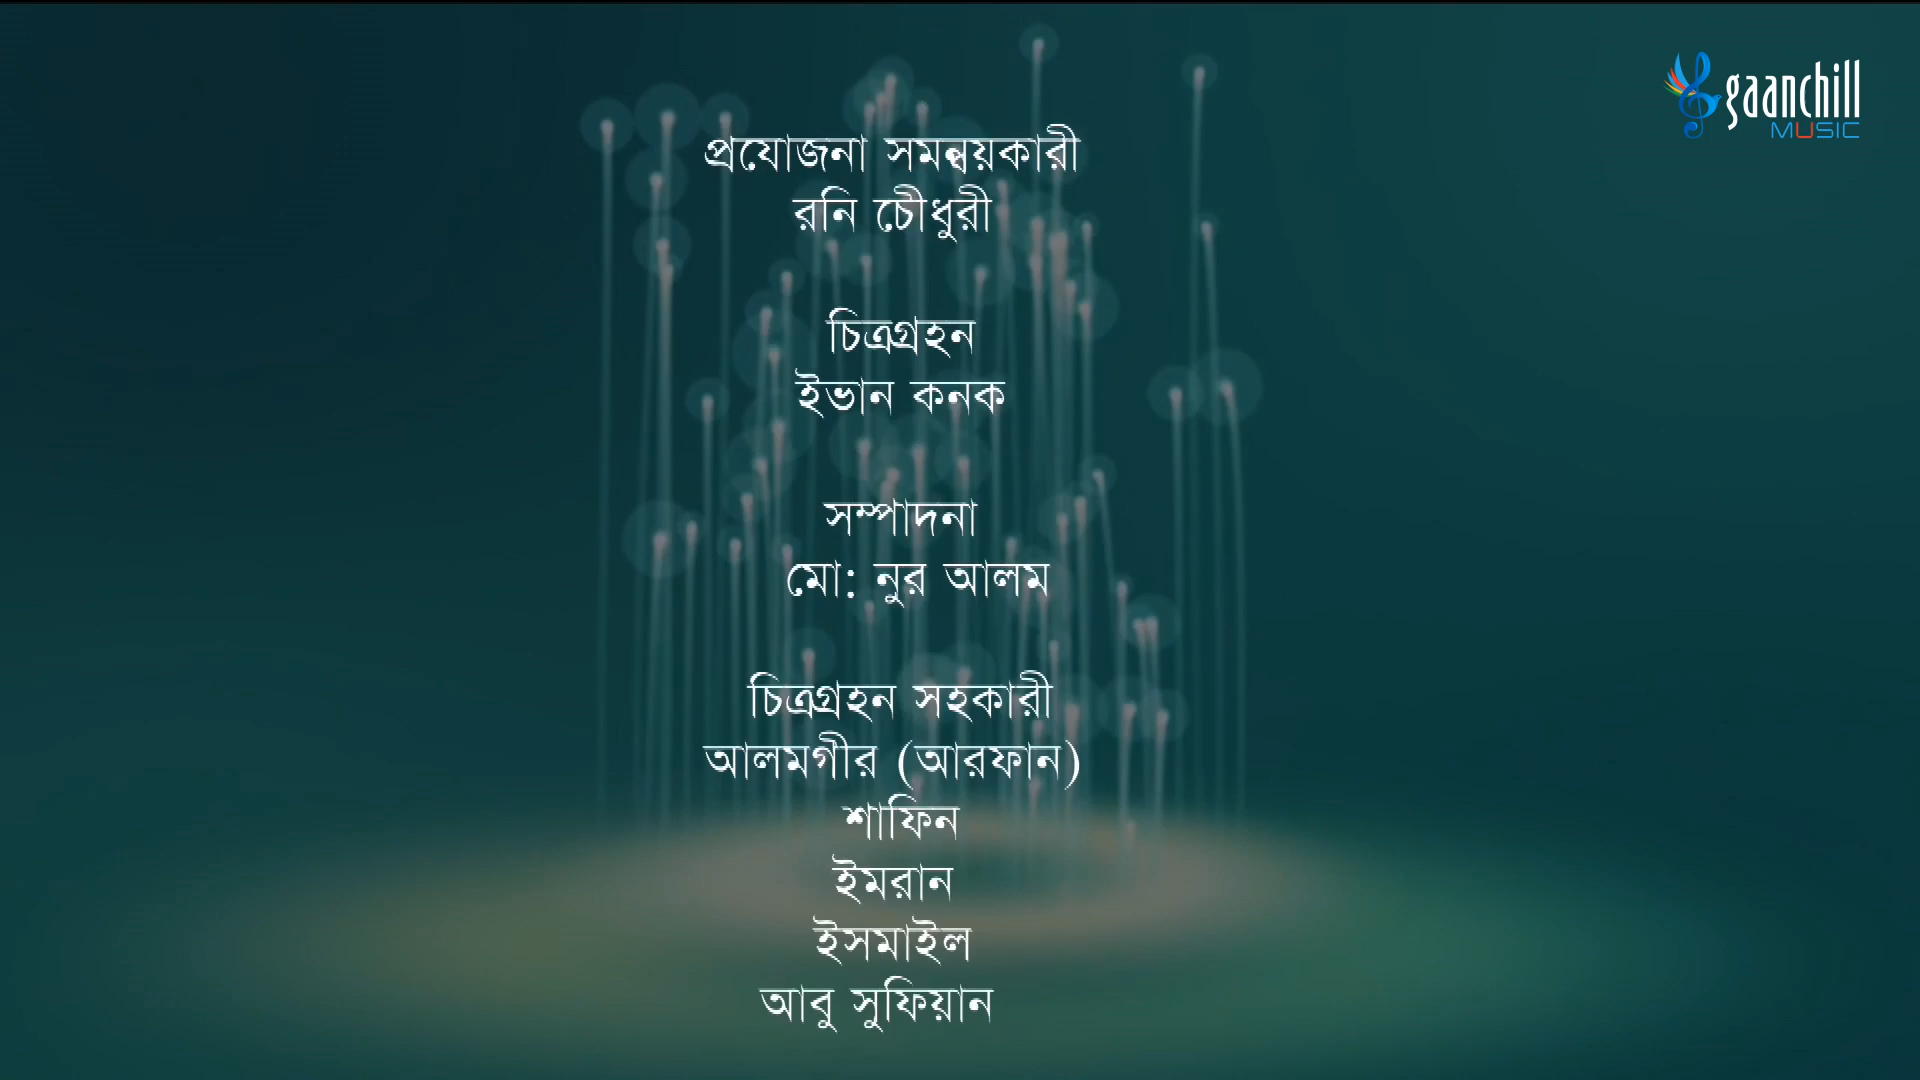 gaanchill
MUSIC
প্রযোজনা সমন্বয়কারী
রনি চৌধুরী
চিত্রগ্রহন
ইভান কনক
সম্পাদনা
মো: নুর আলম
চিত্রগ্রহন সহকারী
আলমগীর (আরফান)
শাফিন
ইমরান
ইসমাইল
আবু সুফিয়ান